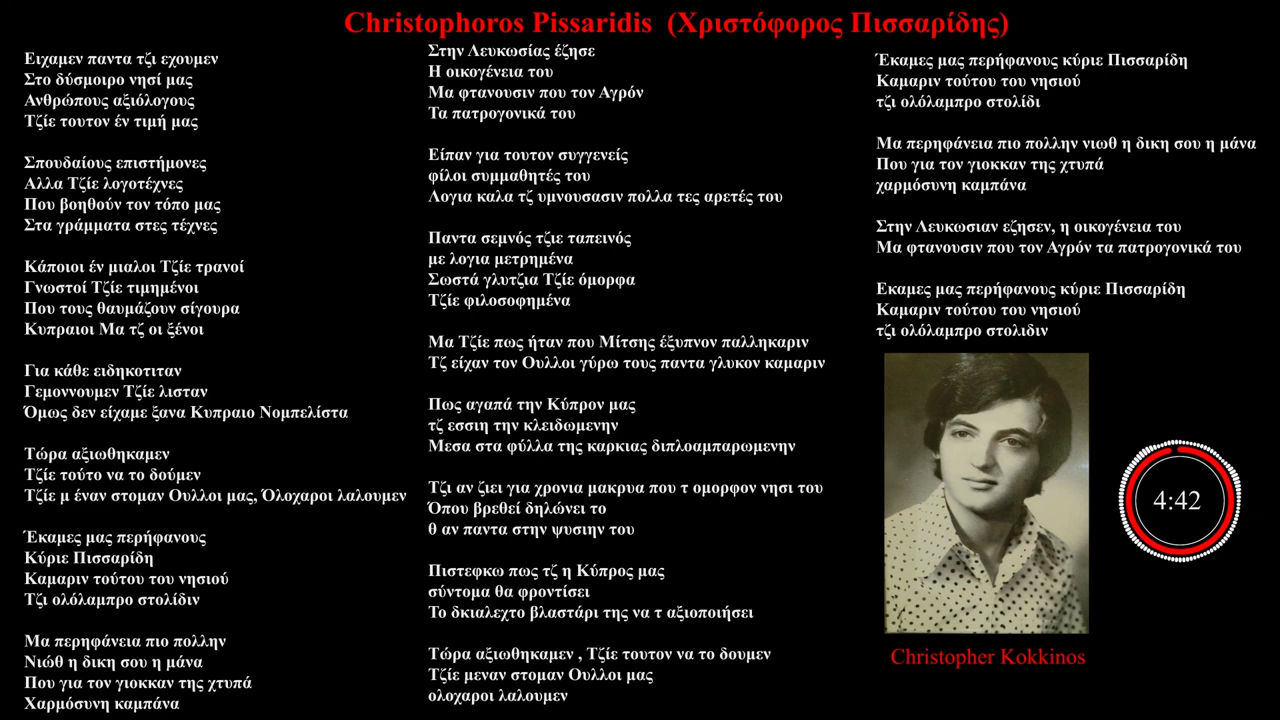 Christophoros Pissaridis (Χριστόφορος Πισσαρίδης)
Ειχαμεν παντα τζι εχουμεν
Στο δύσμοιρο νησί μας
Ανθρώπους αξιόλογους
Τζίε τουτον έν τιμή μας
Σπουδαίους επιστήμονες
Αλλα Τζίε λογοτέχνες
Που βοηθούν τον τόπο μας
Στα γράμματα στες τέχνες
Κάποιοι έν μιαλοι Τζίε τρανοί
Γνωστοί Τζίε τιμημένοι
Που τους θαυμάζουν σίγουρα
Κυπραιοι Μα τζ οι ξένοι
Για κάθε ειδηκοτιταν
Γεμοννουμεν Τζίε λισταν
Όμως δεν είχαμε ξανα Κυπραιο Νομπελίστα
Τώρα αξιωθηκαμεν
Τζίε τούτο να το δούμεν
Τζίε μ έναν στομαν Ουλλοι μας, Όλοχαροι λαλουμεν
Έκαμες μας περήφανους
Κύριε Πισσαρίδη
Καμαριν τούτου του νησιού
Τζι ολόλαμπρο στολίδιν
Μα περηφάνεια πιο πολλην
Νιώθ η δικη σου η μάνα
Που για τον γιοκκαν της χτυπά
Χαρμόσυνη καμπάνα
Στην Λευκωσίας έζησε
Η οικογένεια του
Μα φτανουσιν που τον Αγρόν
Τα πατρογονικά του
Είπαν για τουτον συγγενείς
φίλοι συμμαθητές του
Λογια καλα τζ υμνουσασιν πολλα τες αρετές του
Παντα σεμνός τζιε ταπεινός
με λογια μετρημένα
Σωστά γλυτζια Τζίε όμορφα
Τζίε φιλοσοφημένα
Μα Τζίε πως ήταν που Μίτσης έξυπνον παλληκαριν
Τζ είχαν τον Ουλλοι γύρω τους παντα γλυκον καμαριν
Πως αγαπά την Κύπρον μας
τζ εσσιη την κλειδωμενην
Μεσα στα φύλλα της καρκιας διπλοαμπαρωμενην
Τζι αν ζιει για χρονια μακρυα που τ ομορφον νησι του
Όπου βρεθεί δηλώνει το
θ αν παντα στην ψυσιην του
Πιστεφκω πως τζ η Κύπρος μας
σύντομα θα φροντίσει
Το δκιαλεχτο βλαστάρι της να τ αξιοποιήσει
Τώρα αξιωθηκαμεν , Τζίε τουτον να το δουμεν
Τζίε μεναν στομαν Ουλλοι μας
ολοχαροι λαλουμεν
Έκαμες μας περήφανους κύριε Πισσαρίδη
Καμαριν τούτου του νησιού
τζι ολόλαμπρο στολίδι
Μα περηφάνεια πιο πολλην νιωθ η δικη σου η μάνα
Που για τον γιοκκαν της χτυπά
χαρμόσυνη καμπάνα
Στην Λευκωσιαν εζησεν, η οικογένεια του
Μα φτανουσιν που τον Αγρόν τα πατρογονικά του
Εκαμες μας περήφανους κύριε Πισσαρίδη
Καμαριν τούτου του νησιού
τζι ολόλαμπρο στολιδιν
4:42
Christopher Kokkinos